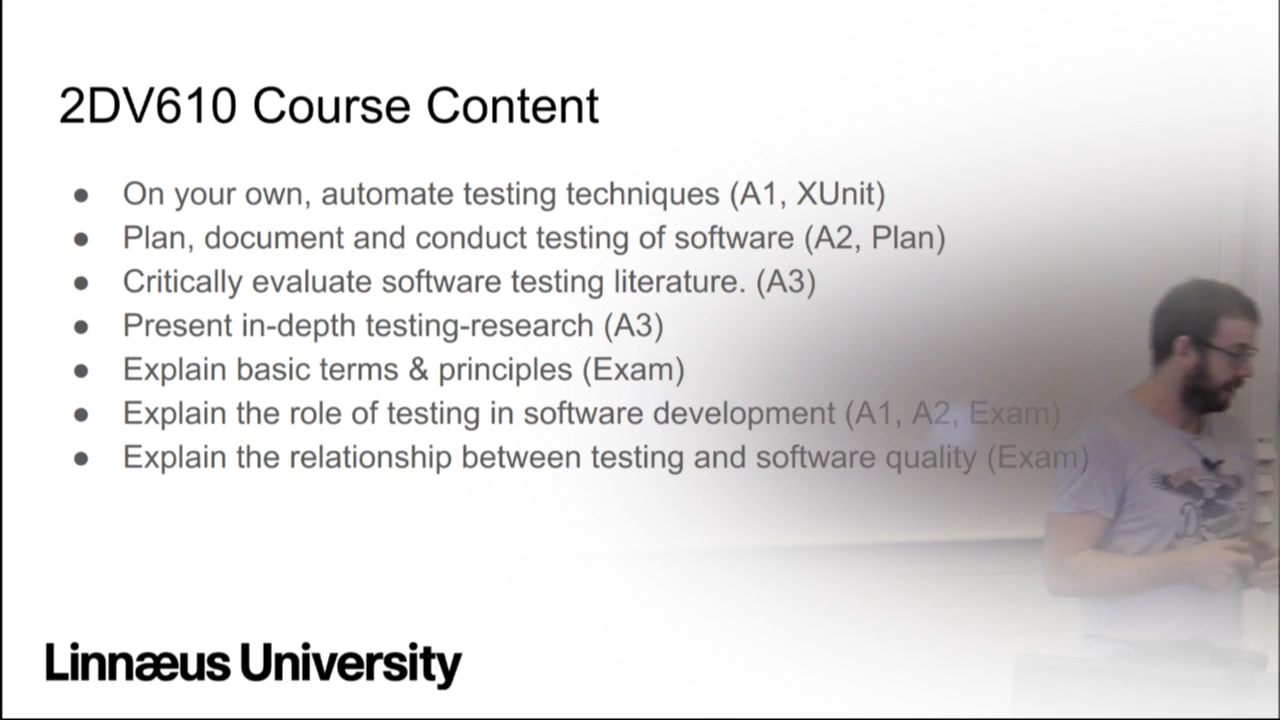 2DV610 Course Content
● On your own, automate testing techniques (A1, XUnit)
● Plan, document and conduct testing of software (A2, Plan)
● Critically evaluate software testing literature. (A3)
● Present in-depth testing-research (A3)
● Explain basic terms & principles (Exam)
● Explain the role of testing in software development (A1, A2, Exam)
● Explain the relationship between testing and software quality (Exam)
Linnæus University